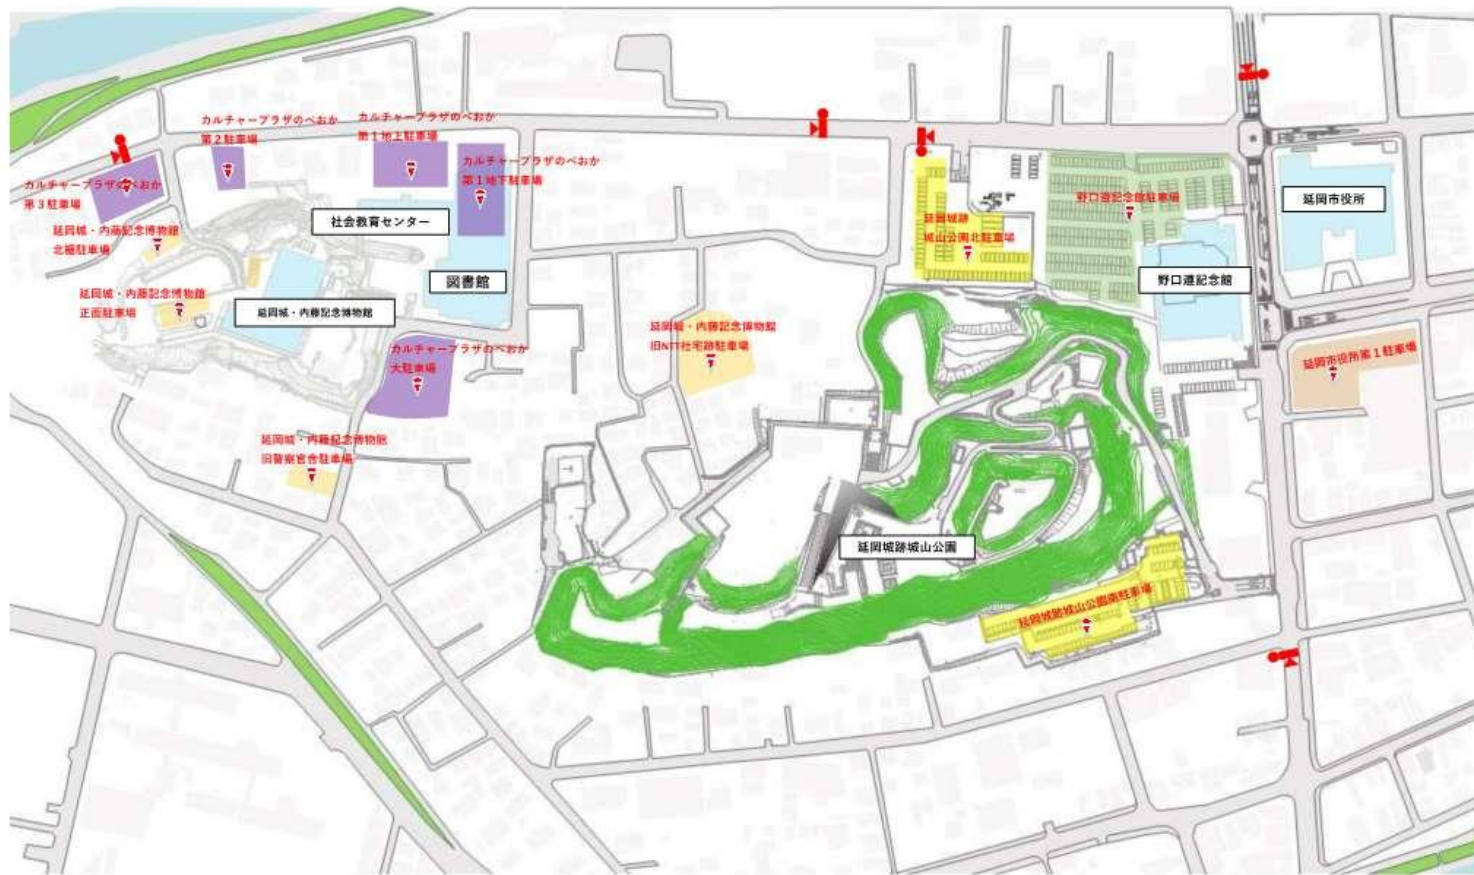 カルチャープラザのべおか
第２駐車場
カルチャープラザのべおか
第１地上駐車場
カルチャープラザのべおか
第１地下駐車場
カルチャープラザのべおか
第３駐車場
社会教育センター
延岡城・内藤記念博物館
北極駐車場
図書館
延岡城・内藤記念博物館
正面駐車場
延岡城・内藤記念博物館
カルチャープラザのべおか
大駐車場
延岡城・内藤記念博物館
旧NTT社宅跡駐車場
延岡城・内藤記念博物館
旧警察官舎駐車場
延岡城跡
城山公園北駐車場
野口遵記念館駐車場
野口遵記念館
延岡市役所
延岡市役所第１駐車場
延岡城跡城山公園
延岡城跡城山公園南駐車場